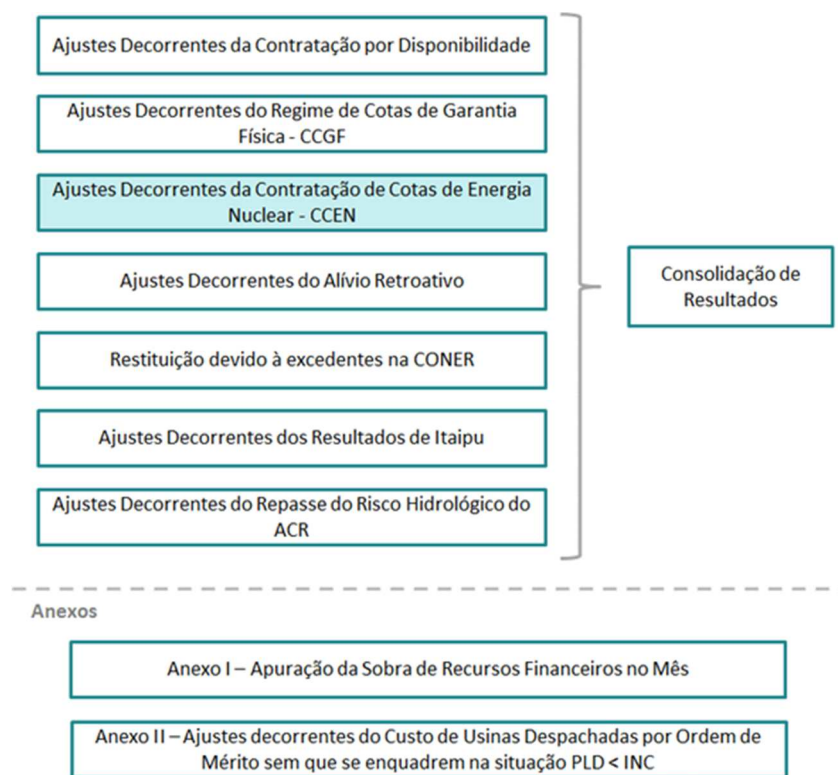 Ajustes Decorrentes da Contratação por Disponibilidade
Ajustes Decorrentes do Regime de Cotas de Garantia
Física - CCGF
Ajustes Decorrentes da Contratação de Cotas de Energia
Nuclear - CCEN
Ajustes Decorrentes do Alívio Retroativo
Restituição devido à excedentes na CONER
Ajustes Decorrentes dos Resultados de Itaipu
Ajustes Decorrentes do Repasse do Risco Hidrológico do
ACR
Consolidação de
Resultados
Anexos
Anexo I – Apuração da Sobra de Recursos Financeiros no Mês
Anexo II – Ajustes decorrentes do Custo de Usinas Despachadas por Ordem de
Mérito sem que se enquadrem na situação PLD < INC